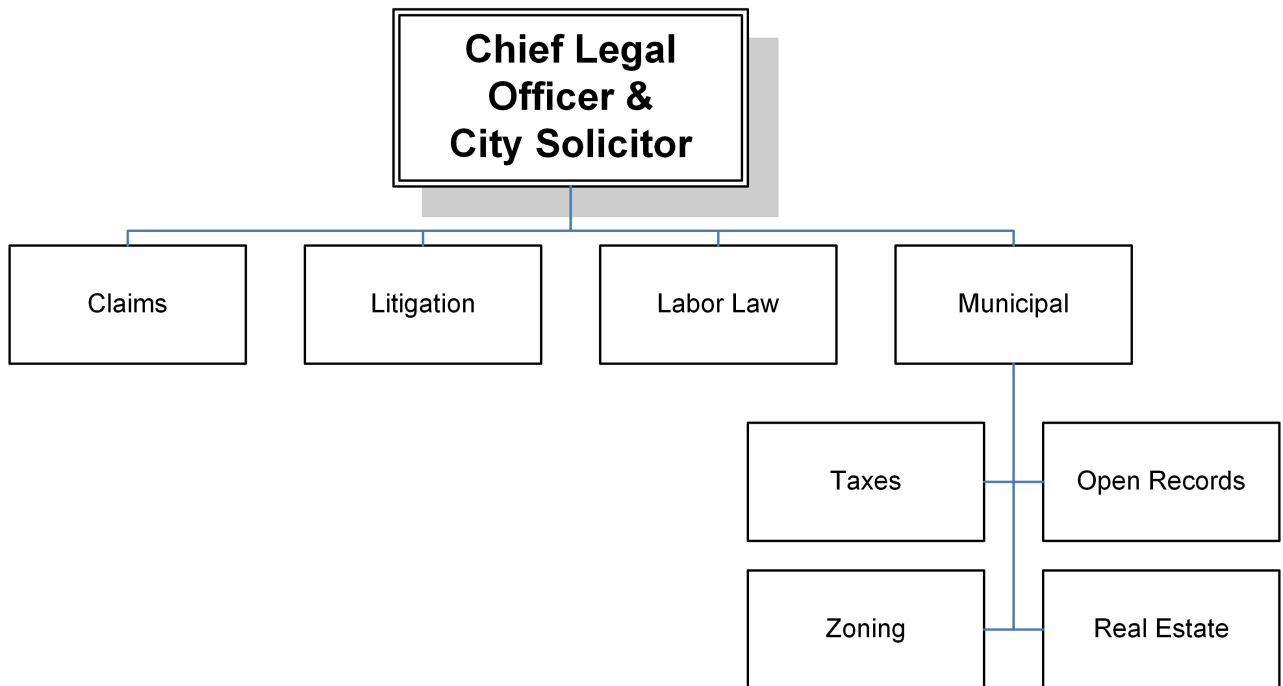 Chief Legal
Officer &
City Solicitor
Claims
Litigation
Labor Law
Municipal
Taxes
Open Records
Zoning
Real Estate